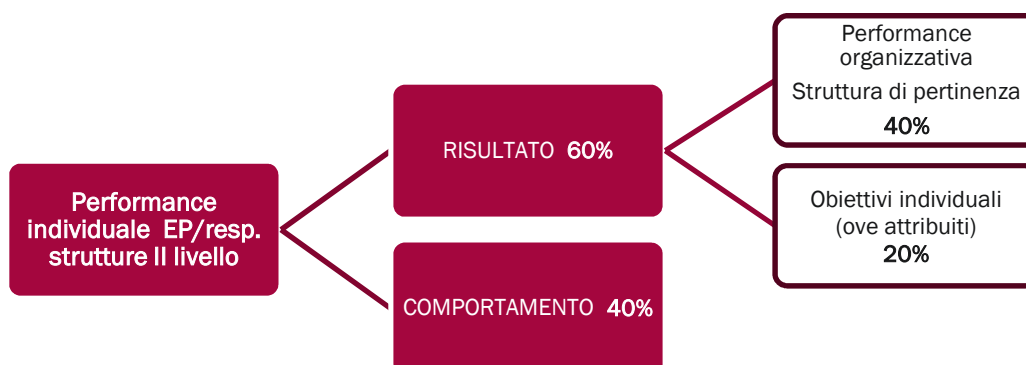 Performance
individuale EP/resp.
strutture II livello
RISULTATO 60%
COMPORTAMENTO 40%
Performance
organizzativa
Struttura di pertinenza
40%
Obiettivi individuali
(ove attribuiti)
20%